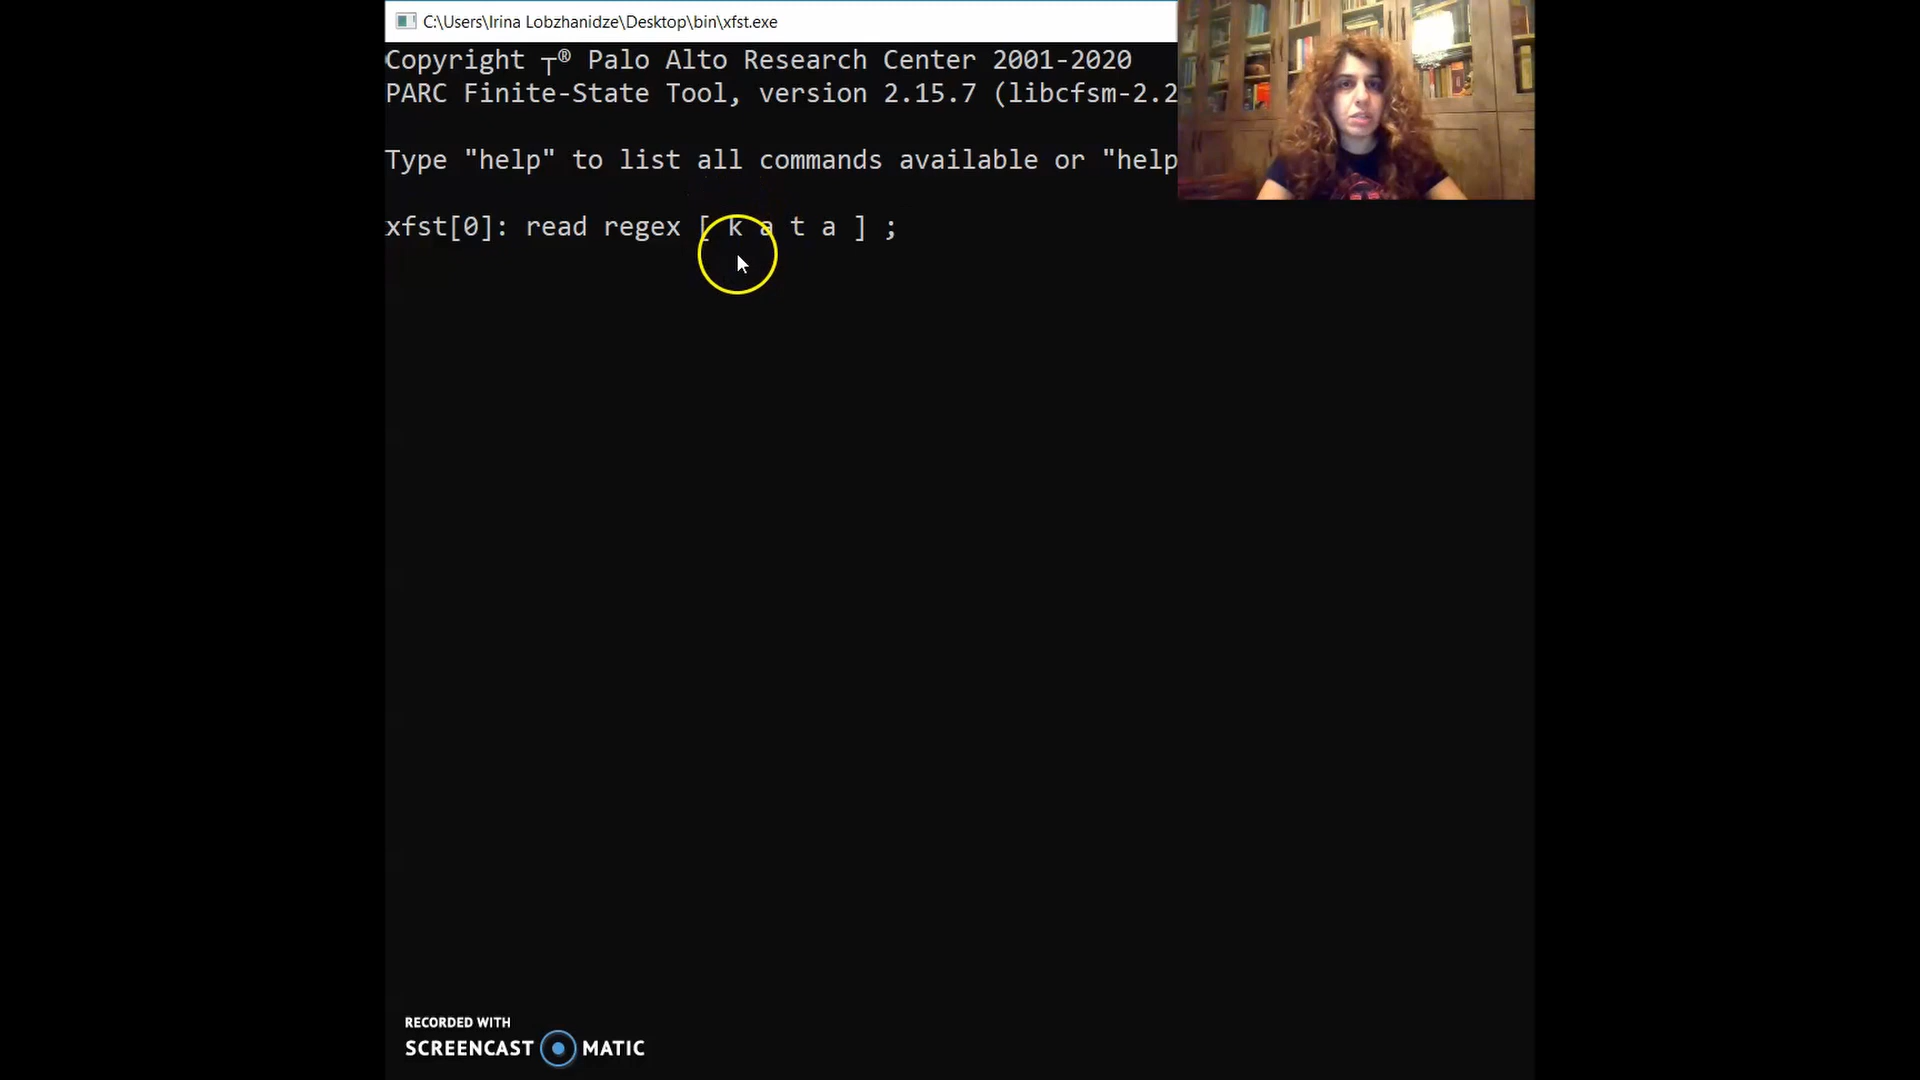 C:\Users\Irina Lobzhanidze\Desktop\bin\xfst.exe
Copyright ┬® Palo Alto Research Center 2001-2020
PARC Finite-State Tool, version 2.15.7 (libcfsm-2.2
Type "help" to list all commands available or "help
xfst[0]: read regex [ k a t a ] ;
RECORDED WITH
SCREENCAST MATIC